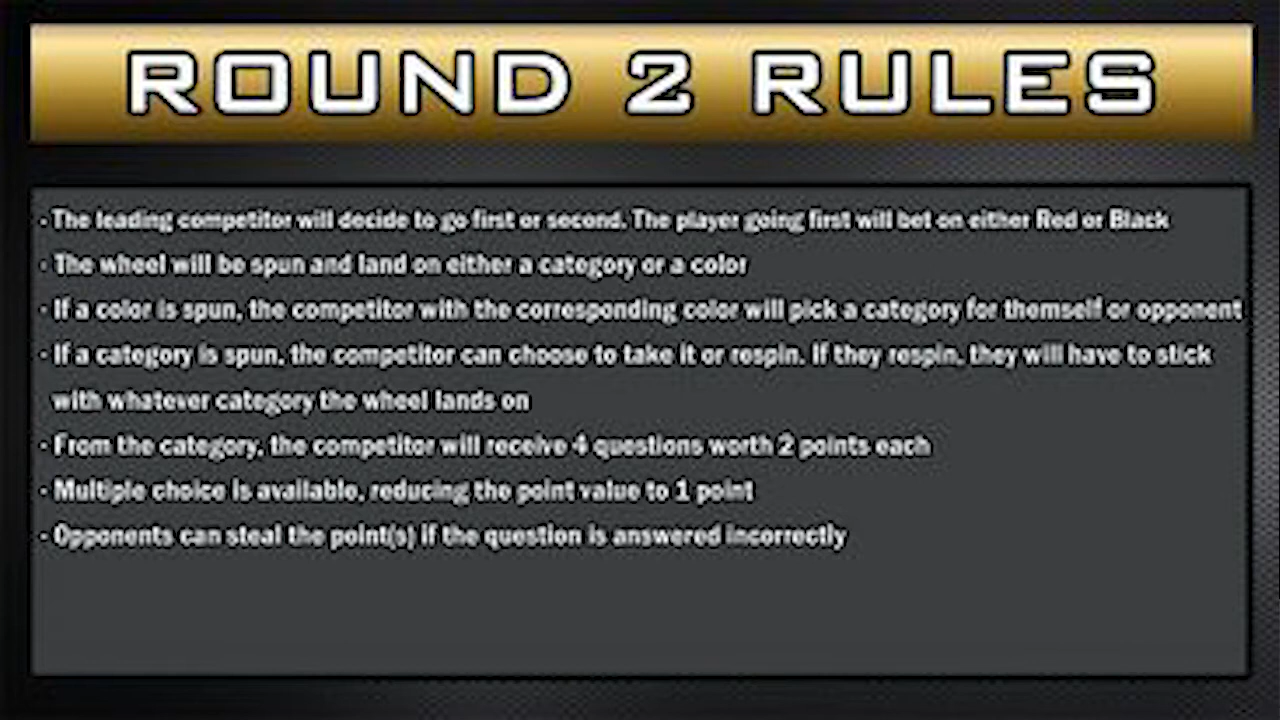 ROUND 2 RULES
- The leading competitor will decide to go first or second. The player going first will bet on either Red or Black
- The wheel will be spun and land on either a category or a color
- If a color is spun, the competitor with the corresponding color will pick a category for themself or opponent
- If a category is spun, the competitor can choose to take it or respin. If they respin, they will have to stick
with whatever category the wheel lands on
- From the category, the competitor will receive 4 questions worth 2 points each
- Multiple choice is available, reducing the point value to 1 point
- Opponents can steal the point(s) if the question is answered incorrectly